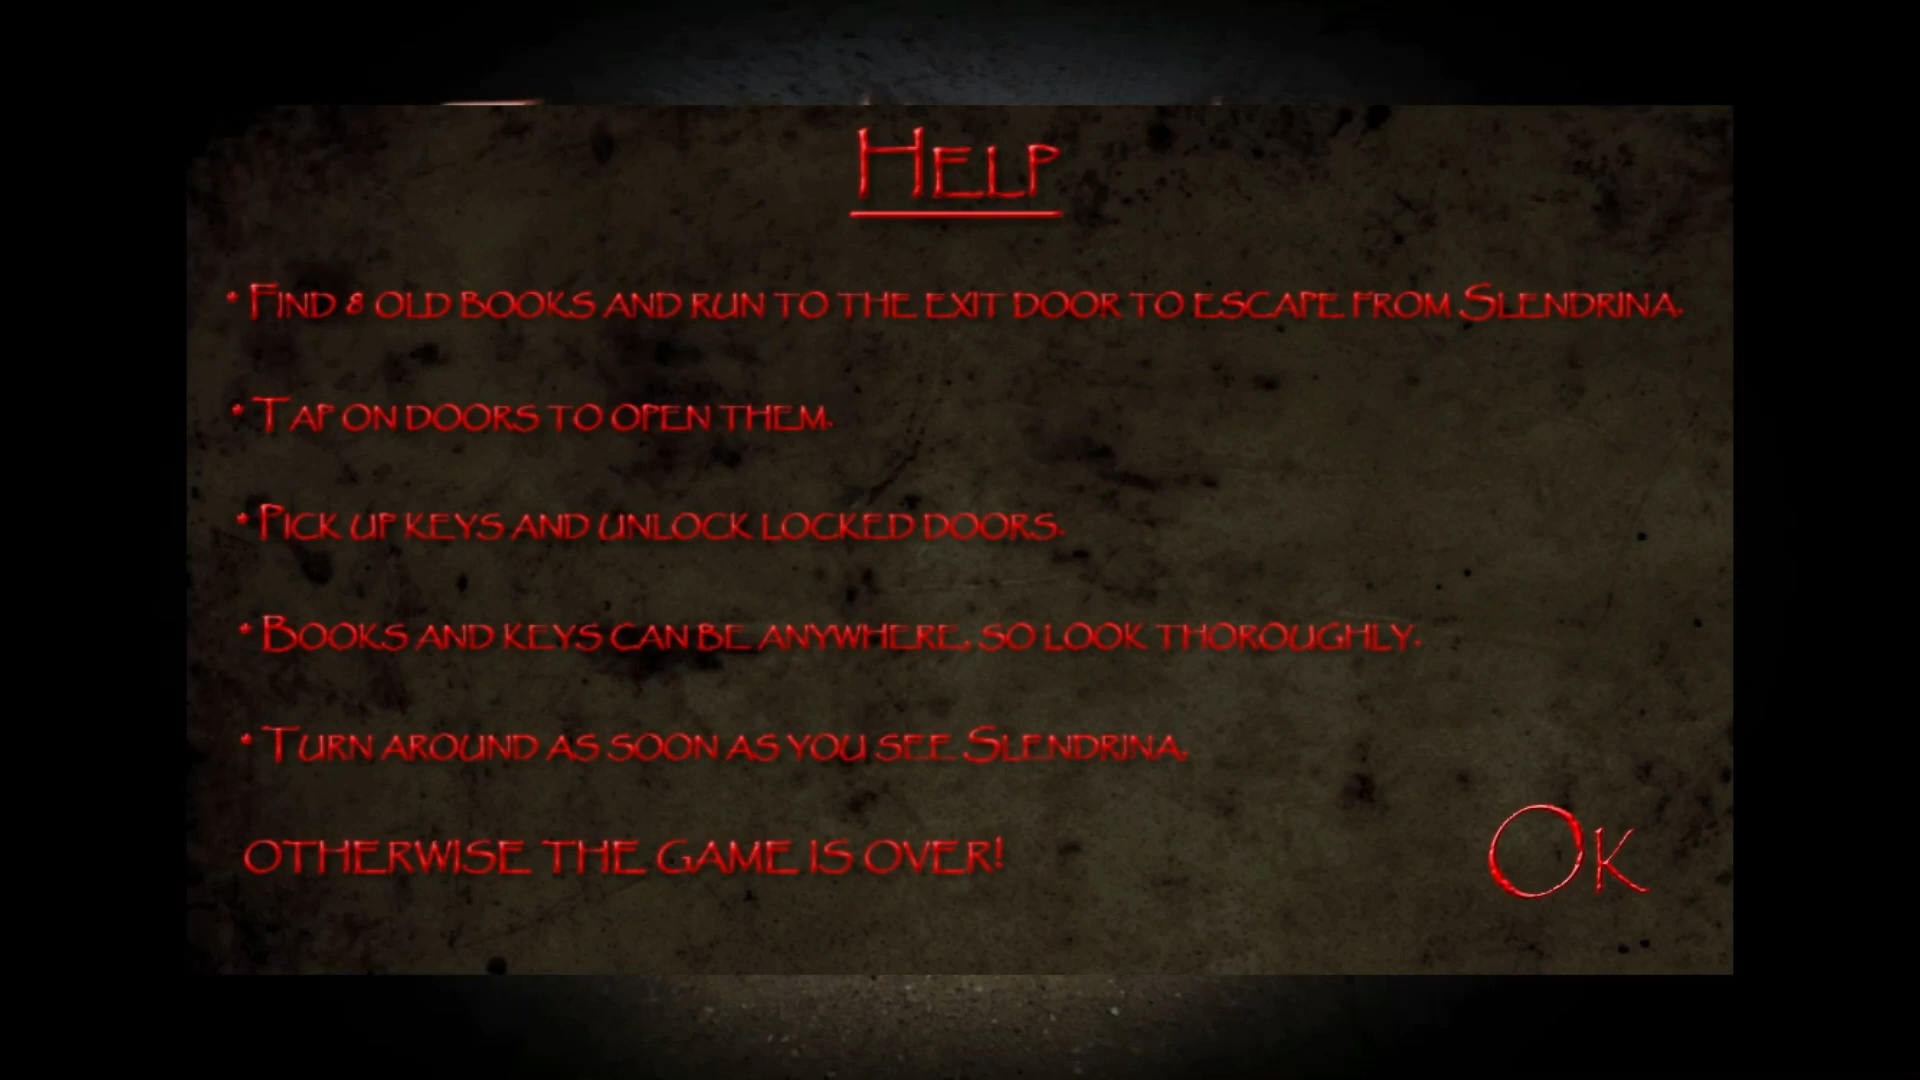 Help
* Find 8 old books and run to the exit door to escape from Slendrina.
* Tap on doors to open them.
* Pick up keys and unlock locked doors.
* Books and keys can be anywhere, so look thoroughly.
* Turn around as soon as you see Slendrina,
OTHERWISE THE GAME IS OVER!
Ok